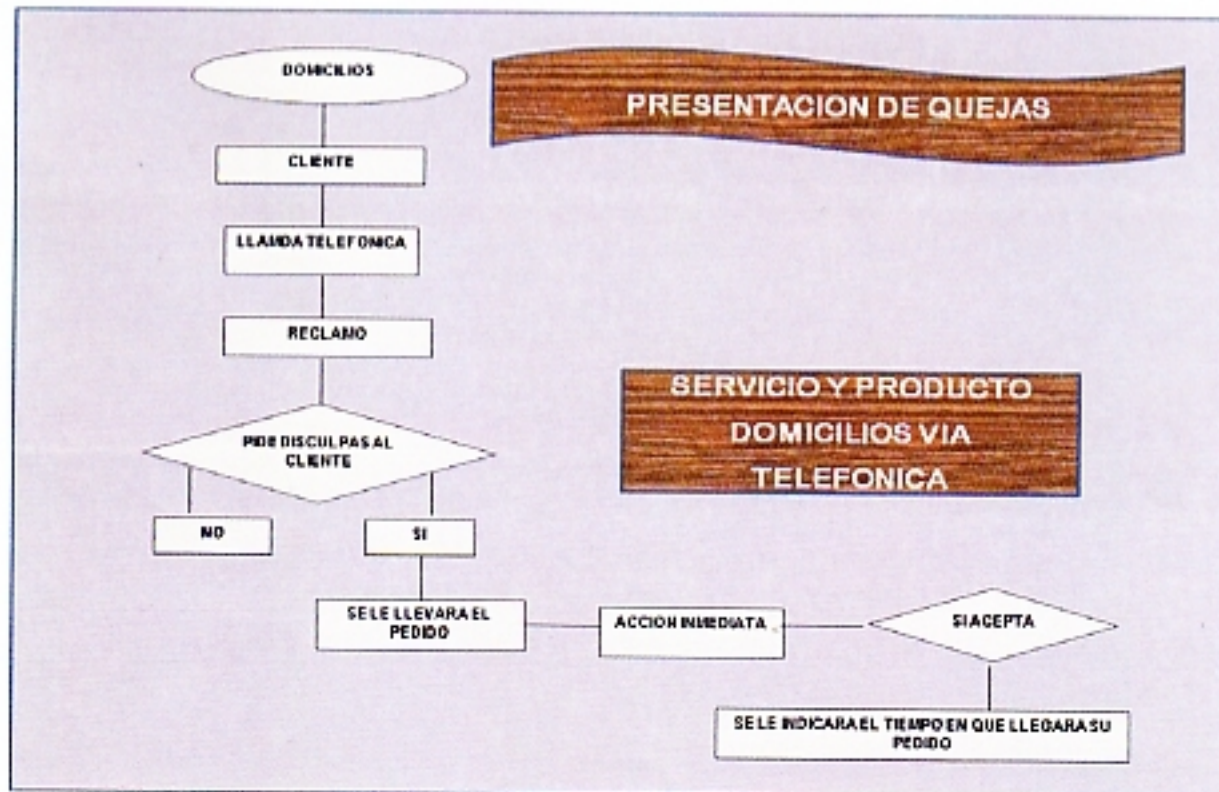 DOMICILIOS
PRESENTACION DE QUEJAS
CLIENTE
LLAMDA TELEFONICA
RECLAMO
SERVICIO Y PRODUCTO
DOMICILIOS VIA
TELEFONICA
PIDE DISCULPAS AL
CLIENTE
NO
SI
SE LE LLEVARA EL
PEDIDO
ACCION INMEDIATA
SI ACEPTA
SE LE INDICARA EL TIEMPO EN QUE LLEGARA SU
PEDIDO